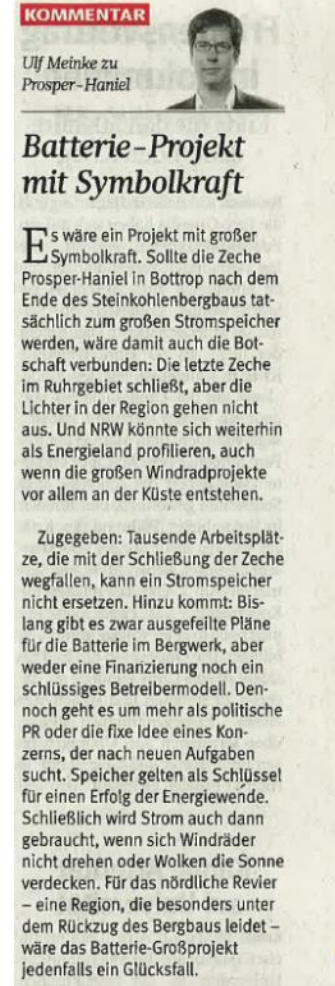 KOMMENTAR
Ulf Meinke zu
Prosper-Haniel
Batterie-Projekt
mit Symbolkraft
Es wäre ein Projekt mit großer
Symbolkraft. Sollte die Zeche
Prosper-Haniel in Bottrop nach dem
Ende des Steinkohlenbergbaus tat-
sächlich zum großen Stromspeicher
werden, wäre damit auch die Bot-
schaft verbunden: Die letzte Zeche
im Ruhrgebiet schließt, aber die
Lichter in der Region gehen nicht
aus. Und NRW könnte sich weiterhin
als Energieland profilieren, auch
wenn die großen Windradprojekte
vor allem an der Küste entstehen.
Zugegeben: Tausende Arbeitsplät-
ze, die mit der Schließung der Zeche
wegfallen, kann ein Stromspeicher
nicht ersetzen. Hinzu kommt: Bis-
lang gibt es zwar ausgefeilte Pläne
für die Batterie im Bergwerk, aber
weder eine Finanzierung noch ein
schlüssiges Betreibermodell. Den-
noch geht es um mehr als politische
PR oder die fixe Idee eines Kon-
zerns, der nach neuen Aufgaben
sucht. Speicher gelten als Schlüssel
für einen Erfolg der Energiewende.
Schließlich wird Strom auch dann
gebraucht, wenn sich Windräder
nicht drehen oder Wolken die Sonne
verdecken. Für das nördliche Revier
– eine Region, die besonders unter
dem Rückzug des Bergbaus leidet –
wäre das Batterie-Großprojekt
jedenfalls ein Glücksfall.